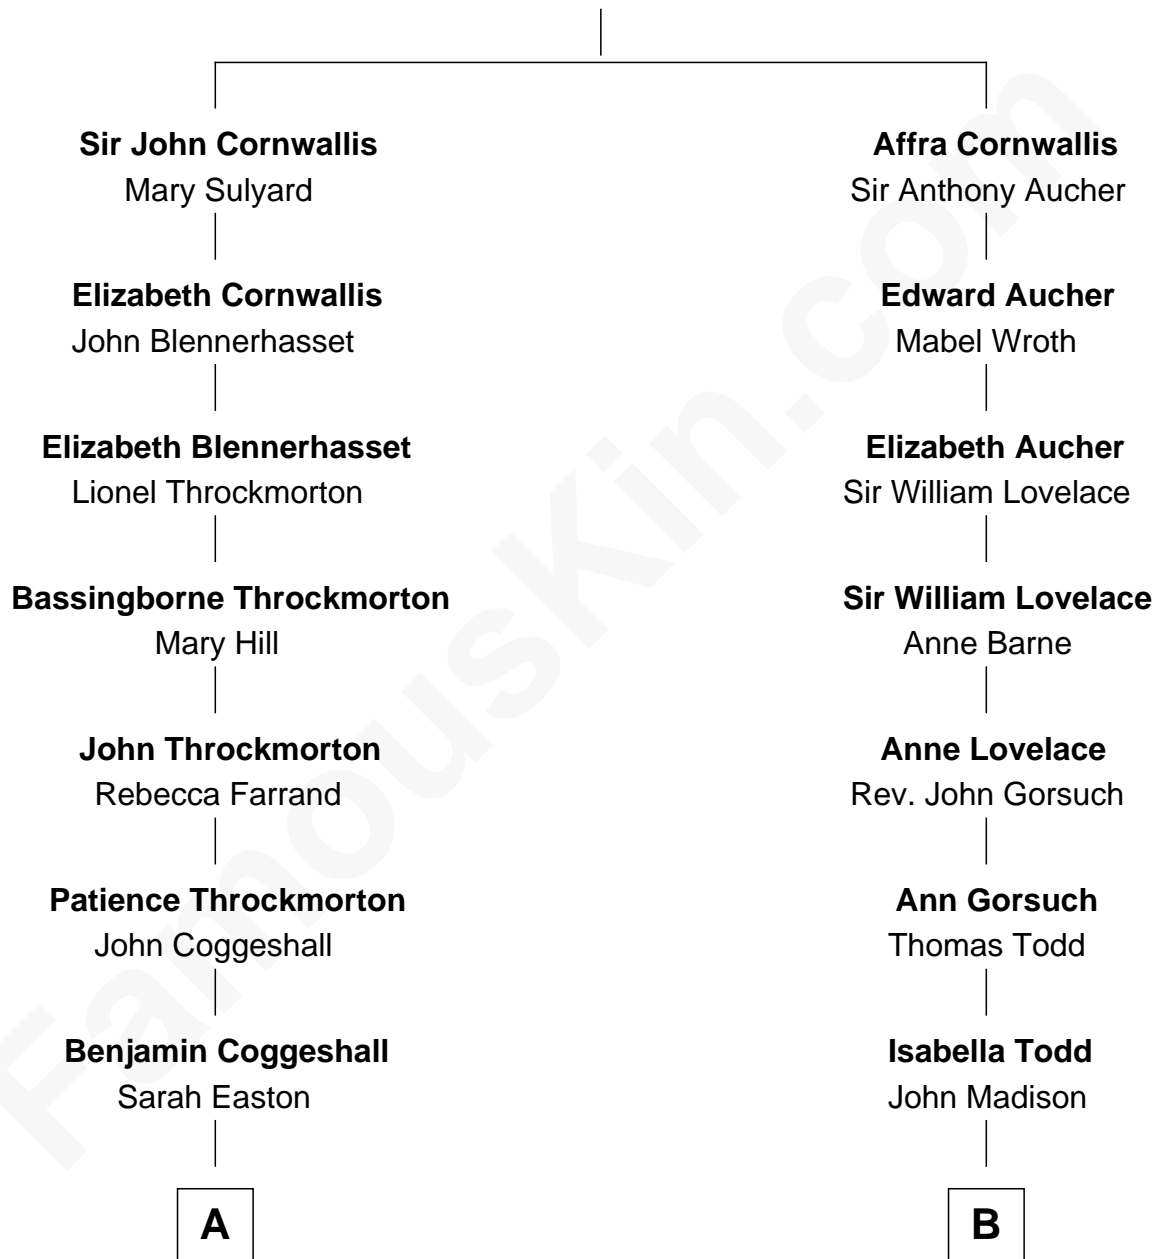 Sir John Cornwallis
Mary Sulyard
Affra Cornwallis
Sir Anthony Aucher
Elizabeth Cornwallis
John Blennerhasset
Edward Aucher
Mabel Wroth
Elizabeth Blennerhasset
Lionel Throckmorton
Elizabeth Aucher
Sir William Lovelace
Bassingborne Throckmorton
Mary Hill
Sir William Lovelace
Anne Barne
John Throckmorton
Rebecca Farrand
Anne Lovelace
Rev. John Gorsuch
Patience Throckmorton
John Coggeshall
Ann Gorsuch
Thomas Todd
Benjamin Coggeshall
Sarah Easton
Isabella Todd
John Madison
A
B
FamousKin.com